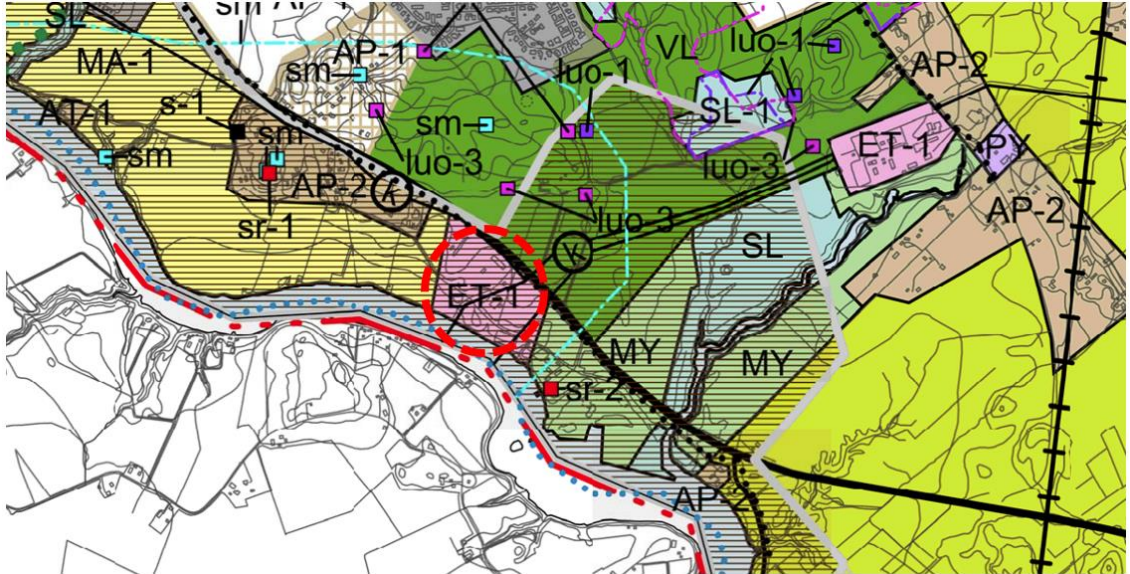 SL
sm
AP-1
VL
luo-1
AP-2
MA-1
sm
luo-1
s-1
SL-1
AT-1
sm
ET-1
sm
sm
luo-3
luo-3
PY
AP-2
sr-1
luo-3
AP-2
K
SL
ET-1
MY
MY
sr-2
AP